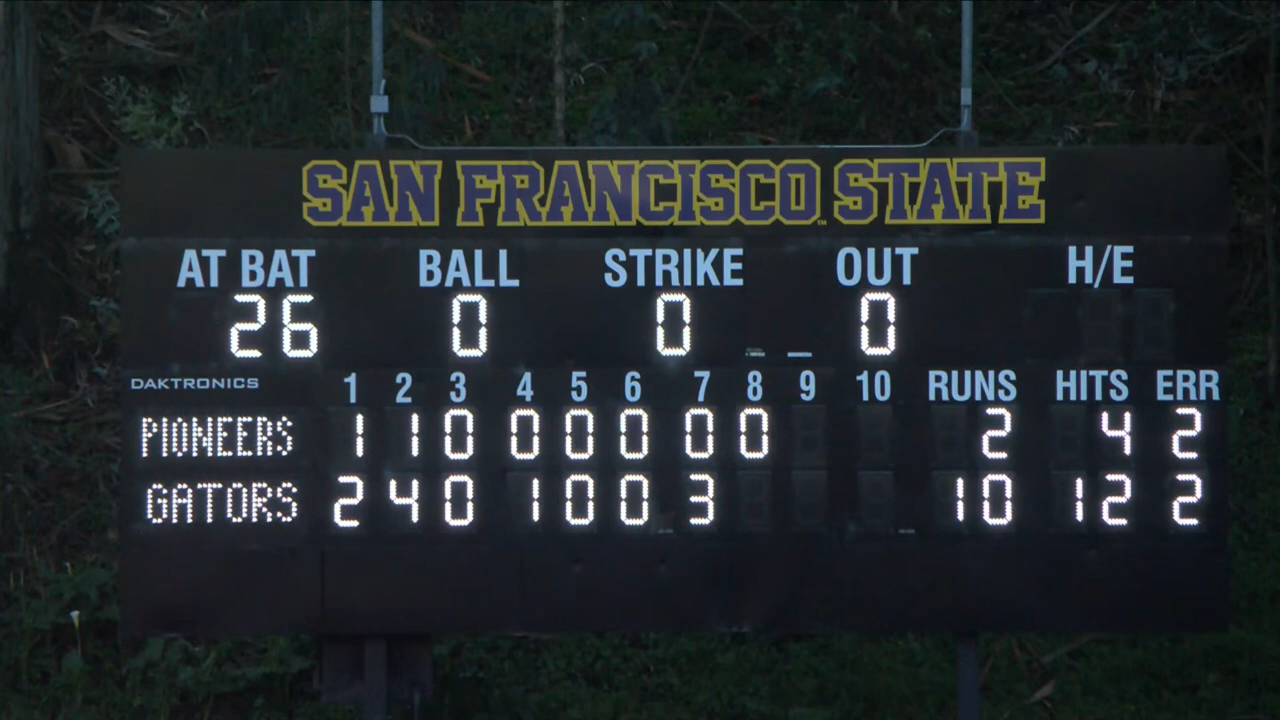 SAN FRANCISCO STATE™
AT BAT BALL STRIKE OUT H/E
26 0 0 0
DAKTRONICS 1 2 3 4 5 6 7 8 9 10 RUNS HITS ERR
PIONEERS 1 1 0 0 0 0 0 0 2 4 2
GATORS 2 4 0 1 0 0 3 10 12 2